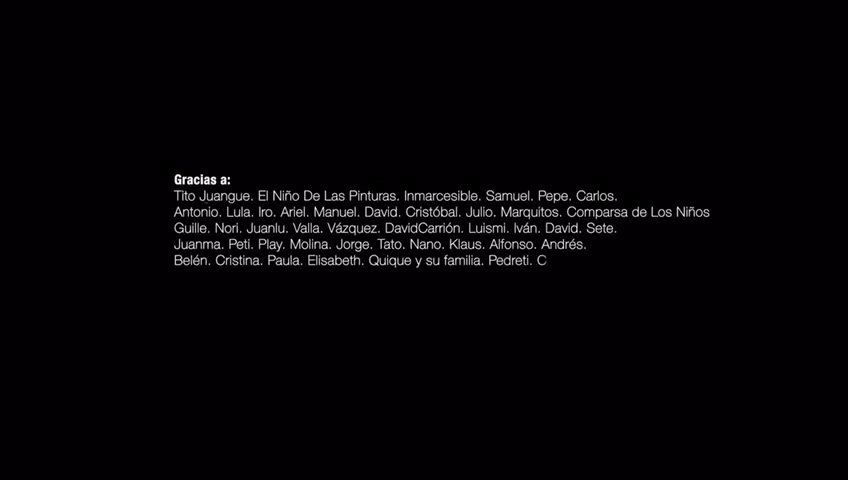 Gracias a:
Tito Juangue. El Niño De Las Pinturas. Inmarcesible. Samuel. Pepe. Carlos.
Antonio. Lula. Iro. Ariel. Manuel. David. Cristóbal. Julio. Marquitos. Comparsa de Los Niños
Guille. Nori. Juanlu. Valla. Vázquez. DavidCarrión. Luismi. Iván. David. Sete.
Juanma. Peti. Play. Molina. Jorge. Tato. Nano. Klaus. Alfonso. Andrés.
Belén. Cristina. Paula. Elisabeth. Quique y su familia. Pedreti. C